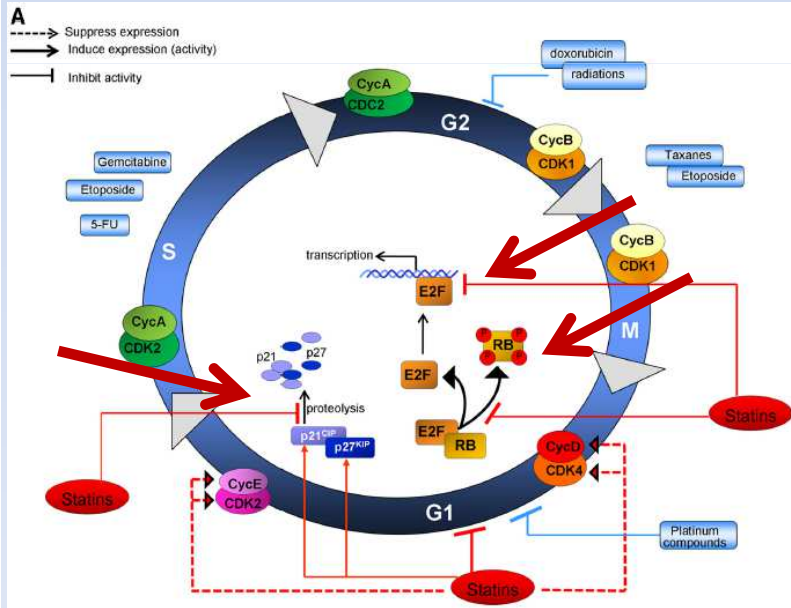 A
Suppress expression
Induce expression (activity)
Inhibit activity
doxorubicin
radiations
CycA
CDC2
G2
CycB
CDK1
Taxanes
Etoposide
Gemcitabine
Etoposide
5-FU
S
CycB
CDK1
transcription
E2F
CycA
CDK2
p21
p27
P
P
RB
P
P
M
E2F
proteolysis
p21CIP
p27KIP
E2F
RB
Statins
CycD
CDK4
Statins
CycE
CDK2
G1
Platinum
compounds
Statins